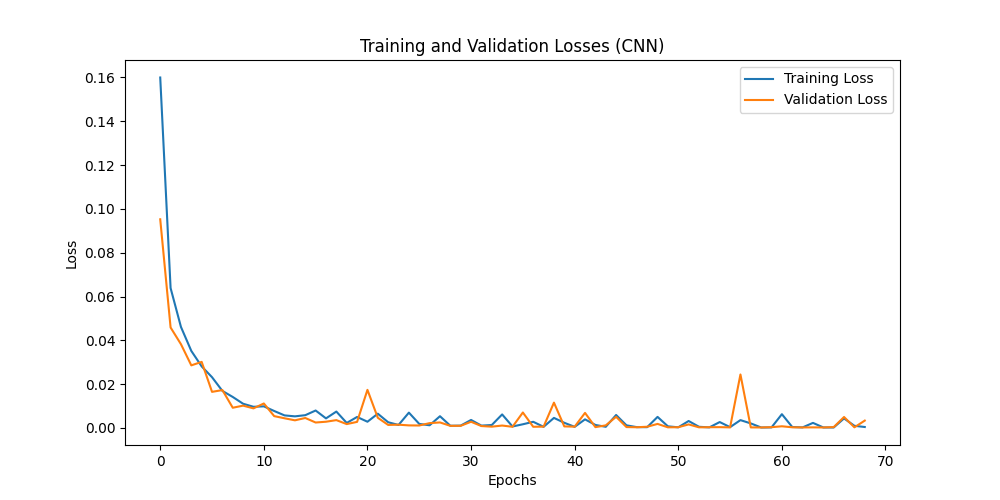 Training and Validation Losses (CNN)
Training Loss
Validation Loss
0.16
0.14
0.12
0.10
0.08
0.06
0.04
0.02
0.00
Loss
0 10 20 30 40 50 60 70
Epochs